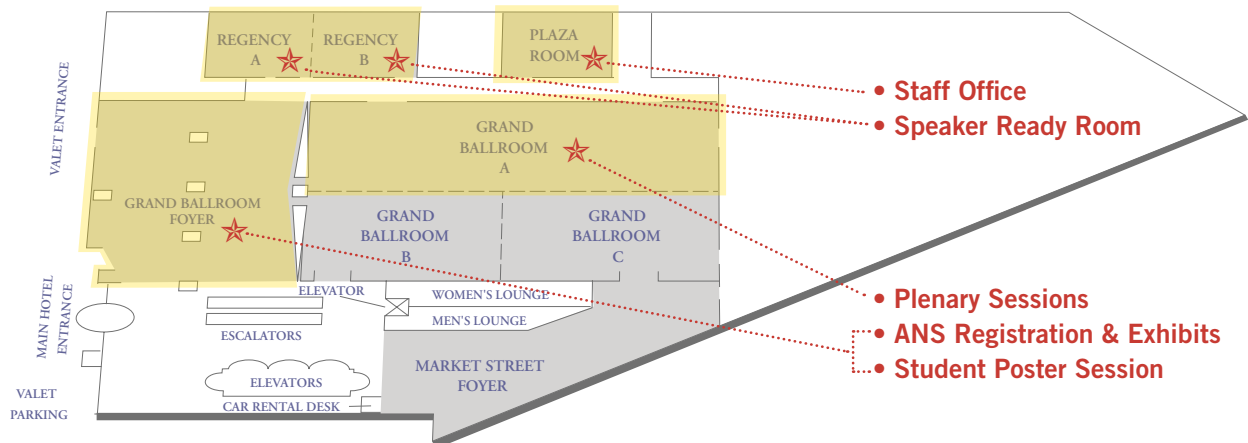 REGENCY
A
REGENCY
B
PLAZA
ROOM
VALET ENTRANCE
• Staff Office
• Speaker Ready Room
GRAND
BALLROOM
A
GRAND BALLROOM
FOYER
GRAND
BALLROOM
B
GRAND
BALLROOM
C
MAIN HOTEL
ENTRANCE
ELEVATOR
WOMEN'S LOUNGE
MEN'S LOUNGE
ESCALATORS
• Plenary Sessions
• ANS Registration & Exhibits
• Student Poster Session
MARKET STREET
FOYER
ELEVATORS
CAR RENTAL DESK
VALET
PARKING